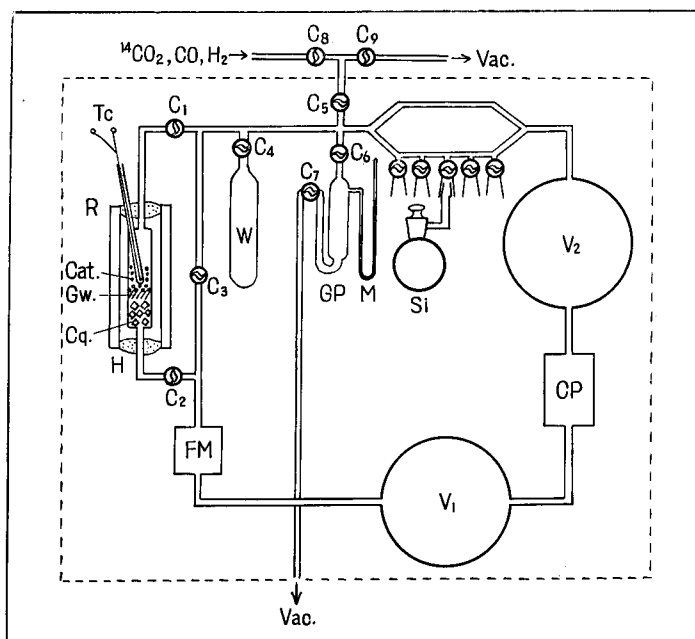 C8 C9
¹⁴CO₂, CO, H₂→ →Vac.
C5
Tc C1
C4 C6
C7
R
W V2
Cat.
Gw. C3 GP M Si
Cq.
H
C2 CP
FM
V1
Vac.